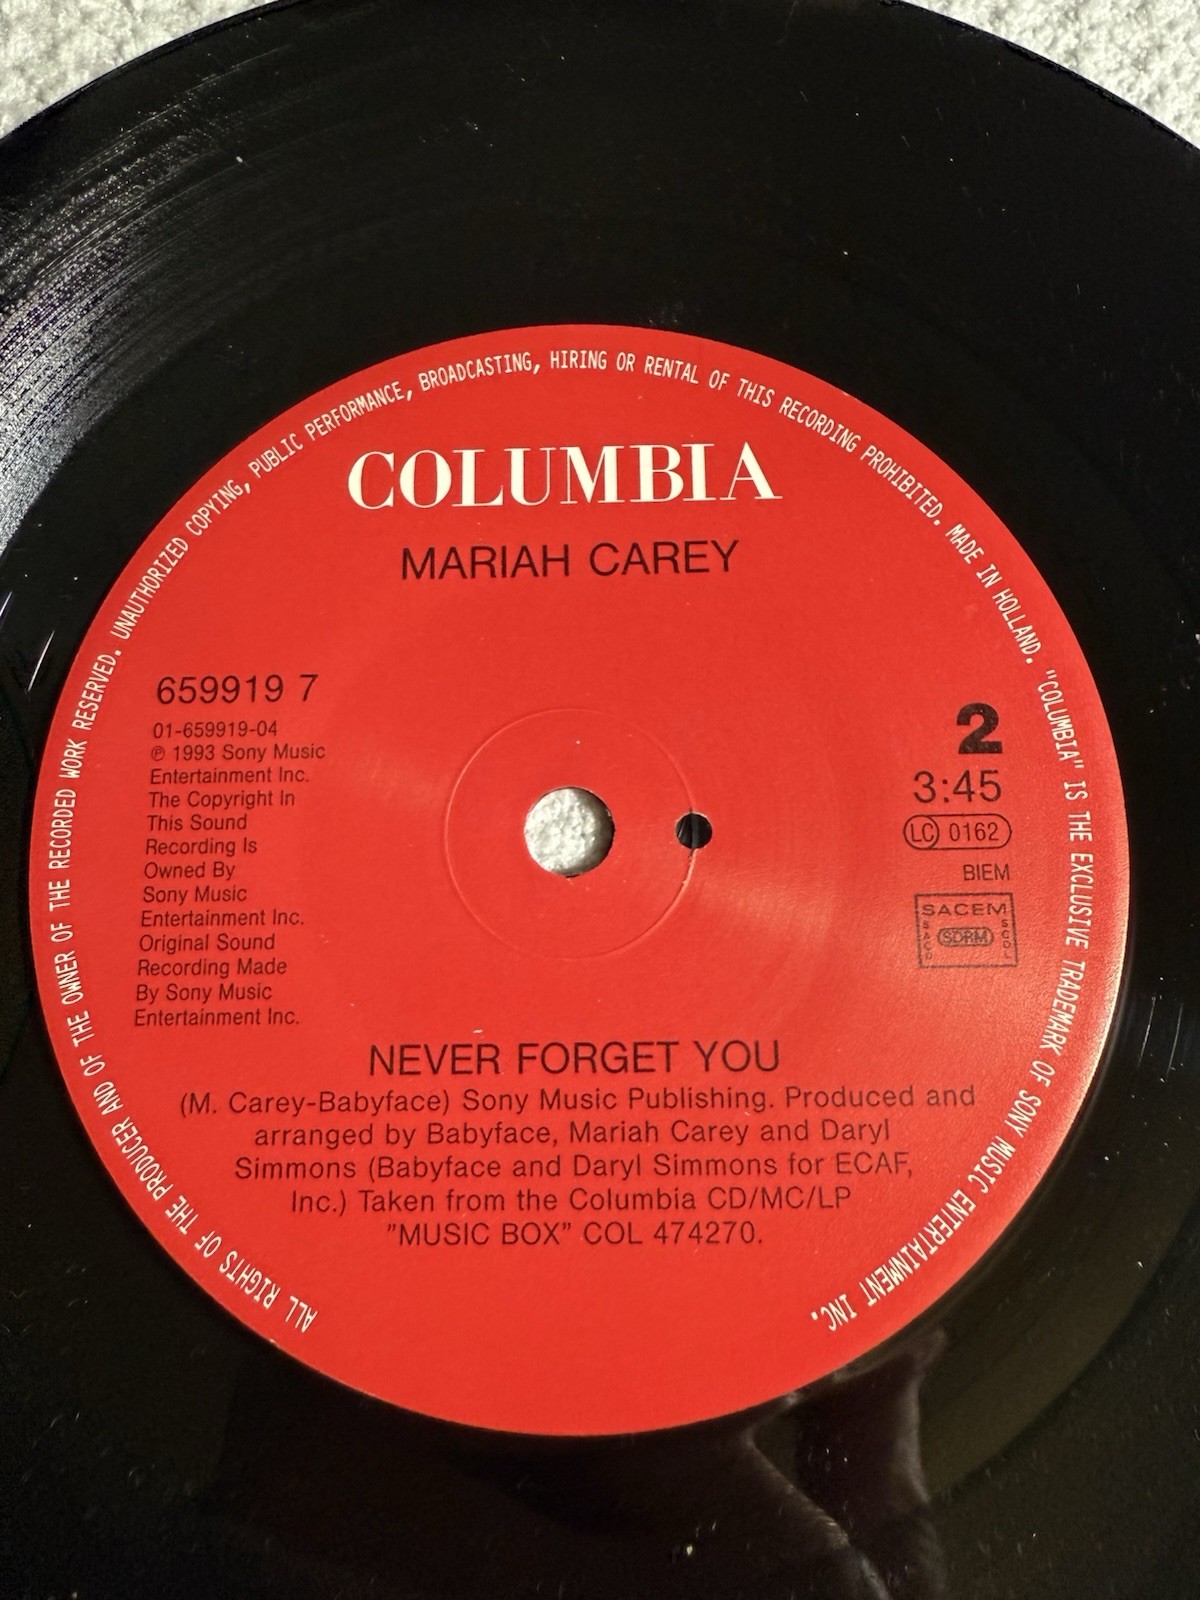 ALL RIGHTS OF THE PRODUCER AND OF THE OWNER OF THE RECORDED WORK RESERVED. UNAUTHORIZED COPYING, PUBLIC PERFORMANCE, BROADCASTING, HIRING OR RENTAL OF THIS RECORDING PROHIBITED. MADE IN HOLLAND. "COLUMBIA" IS THE EXCLUSIVE TRADEMARK OF SONY MUSIC ENTERTAINMENT INC.
COLUMBIA
MARIAH CAREY
659919 7
01-659919-04
℗ 1993 Sony Music
Entertainment Inc.
The Copyright In
This Sound
Recording Is
Owned By
Sony Music
Entertainment Inc.
Original Sound
Recording Made
By Sony Music
Entertainment Inc.
2
3:45
LC 0162
BIEM
SACEM
SACD
SDRM
SCGL
NEVER FORGET YOU
(M. Carey-Babyface) Sony Music Publishing. Produced and
arranged by Babyface, Mariah Carey and Daryl
Simmons (Babyface and Daryl Simmons for ECAF,
Inc.) Taken from the Columbia CD/MC/LP
"MUSIC BOX" COL 474270.